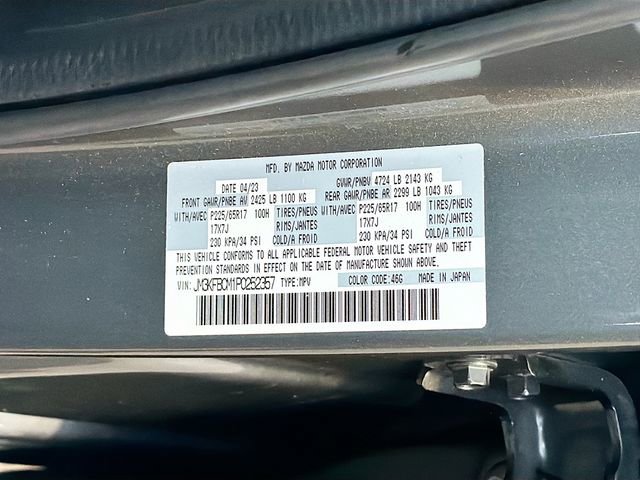 MFD. BY MAZDA MOTOR CORPORATION
DATE 04/23 GVWR/PNBV 4724 LB 2143 KG
FRONT GAWR/PNBE AV 2425 LB 1100 KG REAR GAWR/PNBE AR 2299 LB 1043 KG
WITH/AVEC P225/65R17 100H TIRES/PNEUS WITH/AVEC P225/65R17 100H TIRES/PNEUS
17X7J RIMS/JANTES 17X7J RIMS/JANTES
230 KPA/34 PSI COLD/A FROID 230 KPA/34 PSI COLD/A FROID
THIS VEHICLE CONFORMS TO ALL APPLICABLE FEDERAL MOTOR VEHICLE SAFETY AND THEFT
PREVENTION STANDARDS IN EFFECT ON THE DATE OF MANUFACTURE SHOWN ABOVE.
VIN: JM3KFBCM1P0252357 TYPE:MPV COLOR CODE:46G MADE IN JAPAN